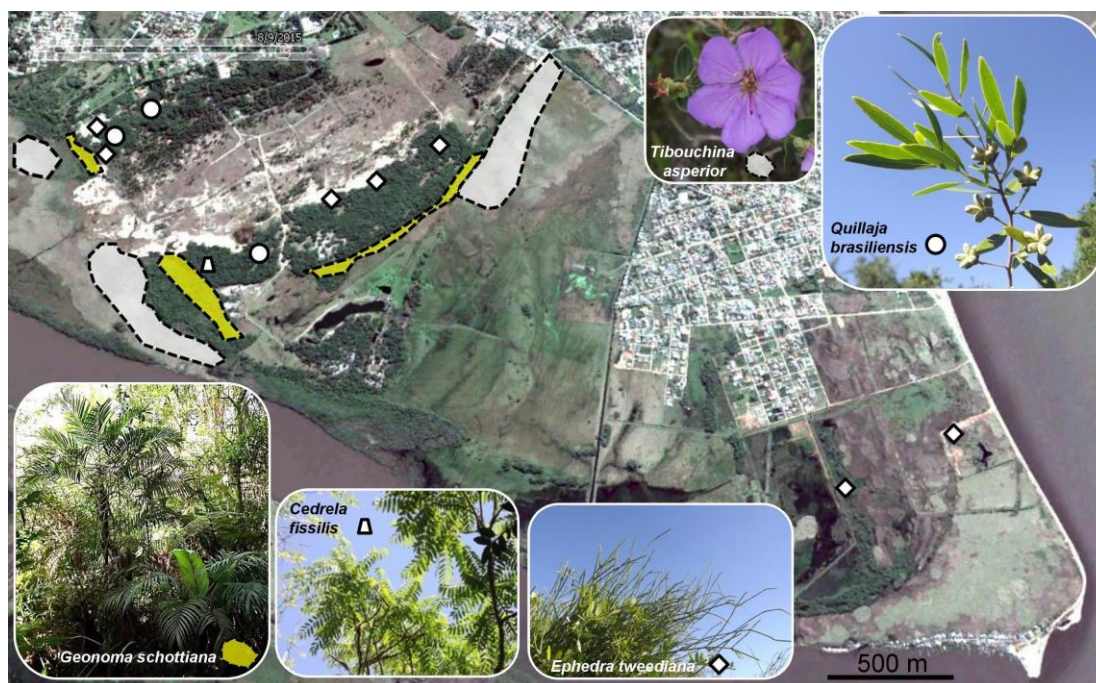 8/9/2015
Tibouchina
asperior
Quillaja
brasiliensis
Cedrela
fissilis
Geonoma schottiana
Ephedra tweediana
500 m